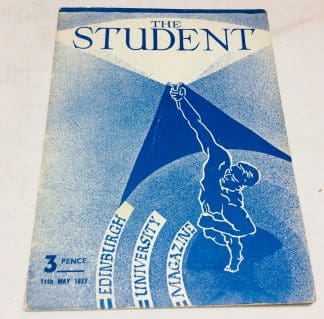 THE
STUDENT
EDINBURGH
UNIVERSITY
MAGAZINE
3 PENCE
11th MAY 1937